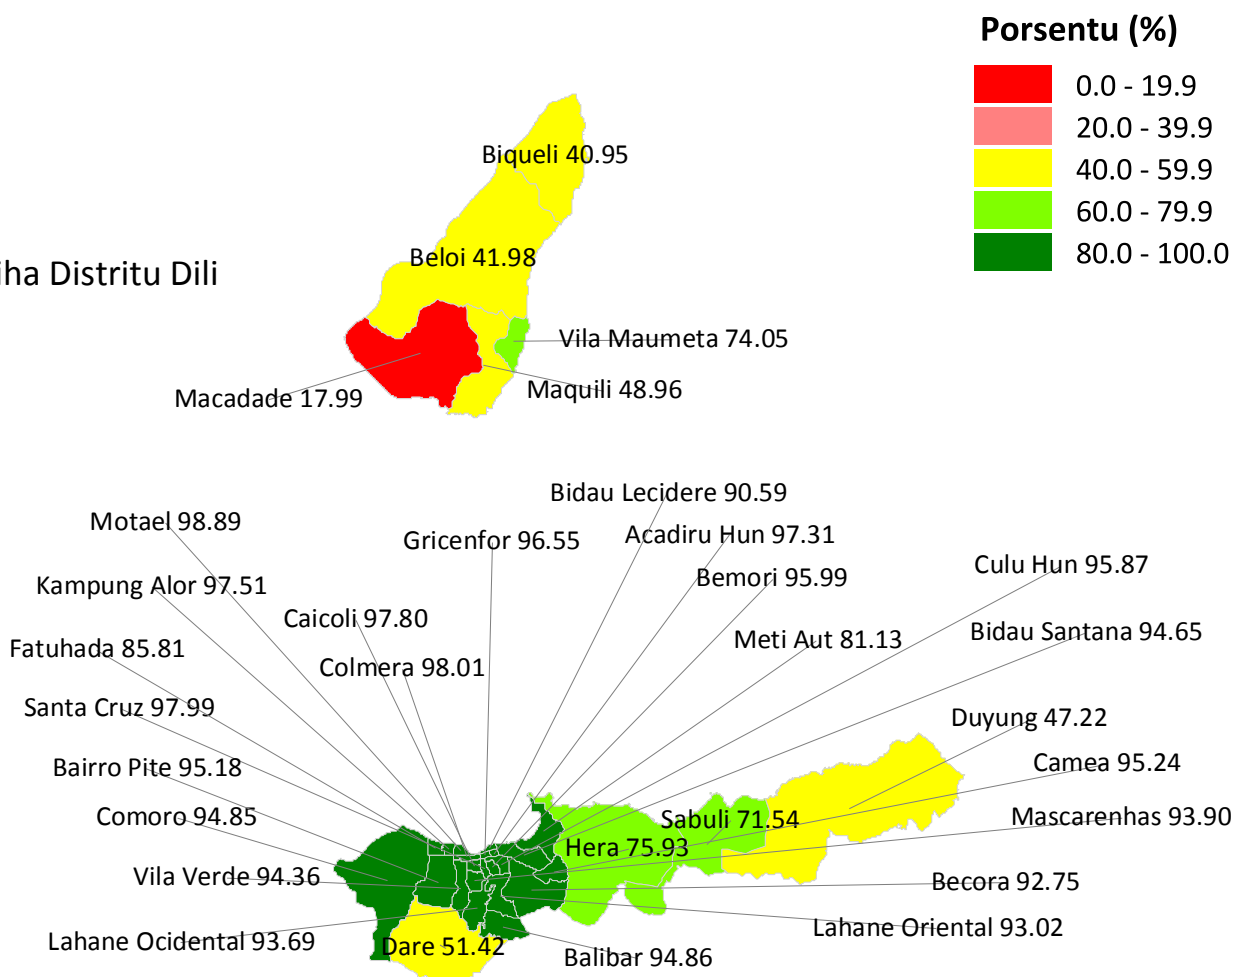 Porsentu (%)
0.0 - 19.9
20.0 - 39.9
40.0 - 59.9
60.0 - 79.9
80.0 - 100.0
Biqueli 40.95
Beloi 41.98
iha Distritu Dili
Vila Maumeta 74.05
Maquili 48.96
Macadade 17.99
Bidau Lecidere 90.59
Motael 98.89
Acadiru Hun 97.31
Gricenfor 96.55
Culu Hun 95.87
Bemori 95.99
Kampung Alor 97.51
Caicoli 97.80
Bidau Santana 94.65
Meti Aut 81.13
Fatuhada 85.81
Colmera 98.01
Santa Cruz 97.99
Duyung 47.22
Camea 95.24
Bairro Pite 95.18
Comoro 94.85
Sabuli 71.54
Mascarenhas 93.90
Hera 75.93
Vila Verde 94.36
Becora 92.75
Lahane Oriental 93.02
Lahane Ocidental 93.69
Dare 51.42
Balibar 94.86